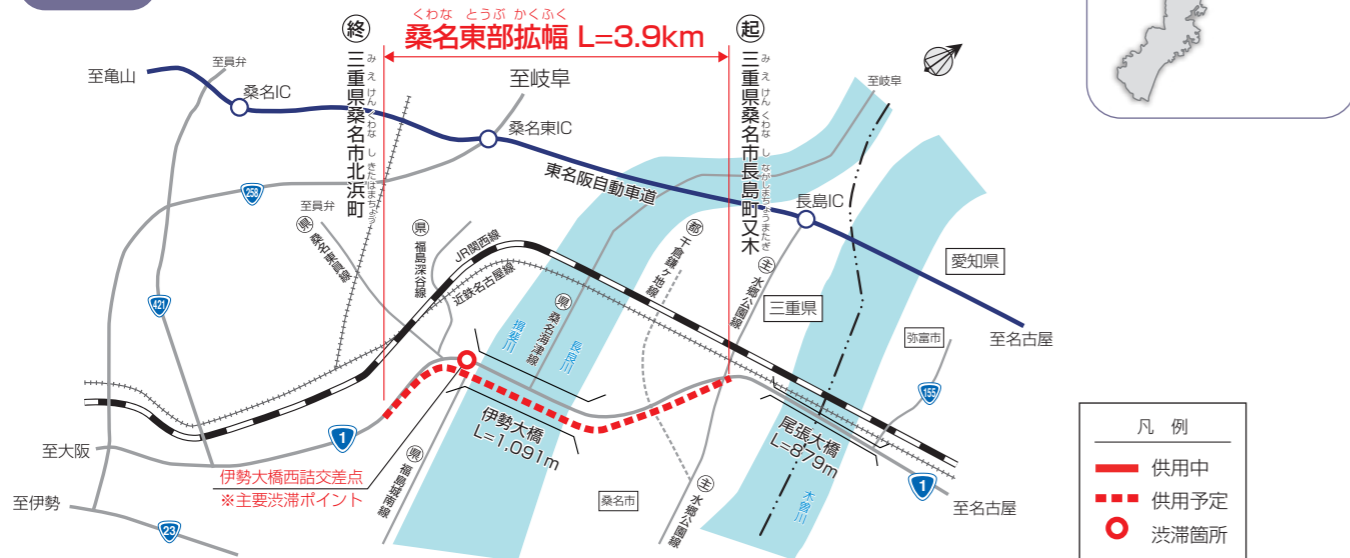 くわな とうぶ かくふく
桑名東部拡幅 L=3.9km
終
三重県桑名市北浜町
みえけんくわなしきたはまちょう
起
三重県桑名市長島町又木
みえけんくわなしながしまちょうまたぎ
至亀山
至員弁
桑名IC
至岐阜
桑名東IC
東名阪自動車道
至岐阜
長島IC
愛知県
三重県
至名古屋
弥富市
155
258
至員弁
県 桑名東員線
県 福島深谷線
JR関西線
近鉄名古屋線
421
揖斐川
県 桑名海津線
長良川
都 千倉鎌ヶ地線
主 水郷公園線
伊勢大橋
L=1,091m
尾張大橋
L=879m
木曽川
1
至大阪
伊勢大橋西詰交差点
※主要渋滞ポイント
県 福島城南線
桑名市
主 水郷公園線
1
至名古屋
至伊勢
23
凡 例
供用中
供用予定
渋滞箇所